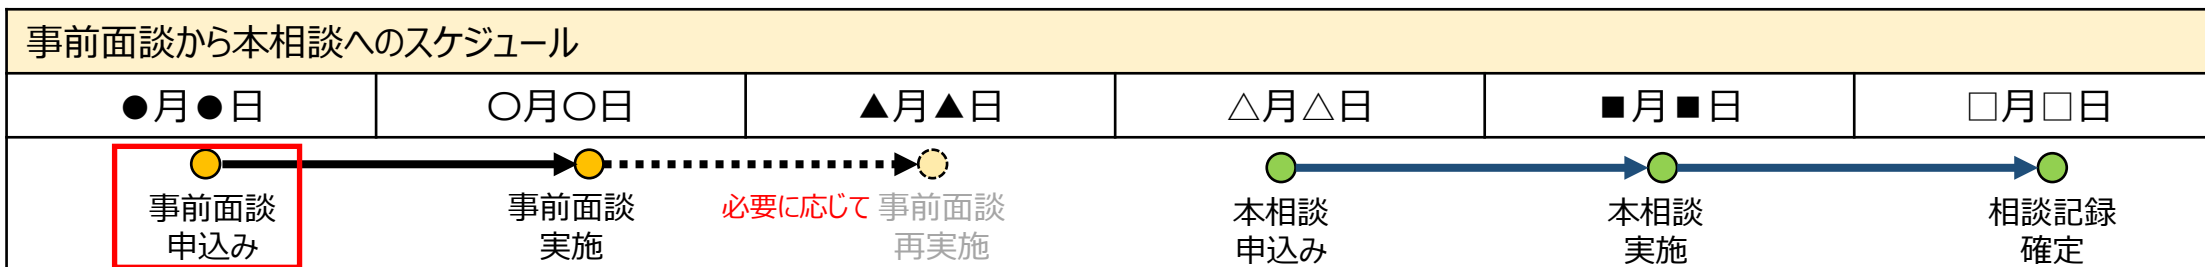 事前面談から本相談へのスケジュール
●月●日
〇月〇日
▲月▲日
△月△日
■月■日
□月□日
事前面談
申込み
事前面談
実施
必要に応じて
事前面談
再実施
本相談
申込み
本相談
実施
相談記録
確定